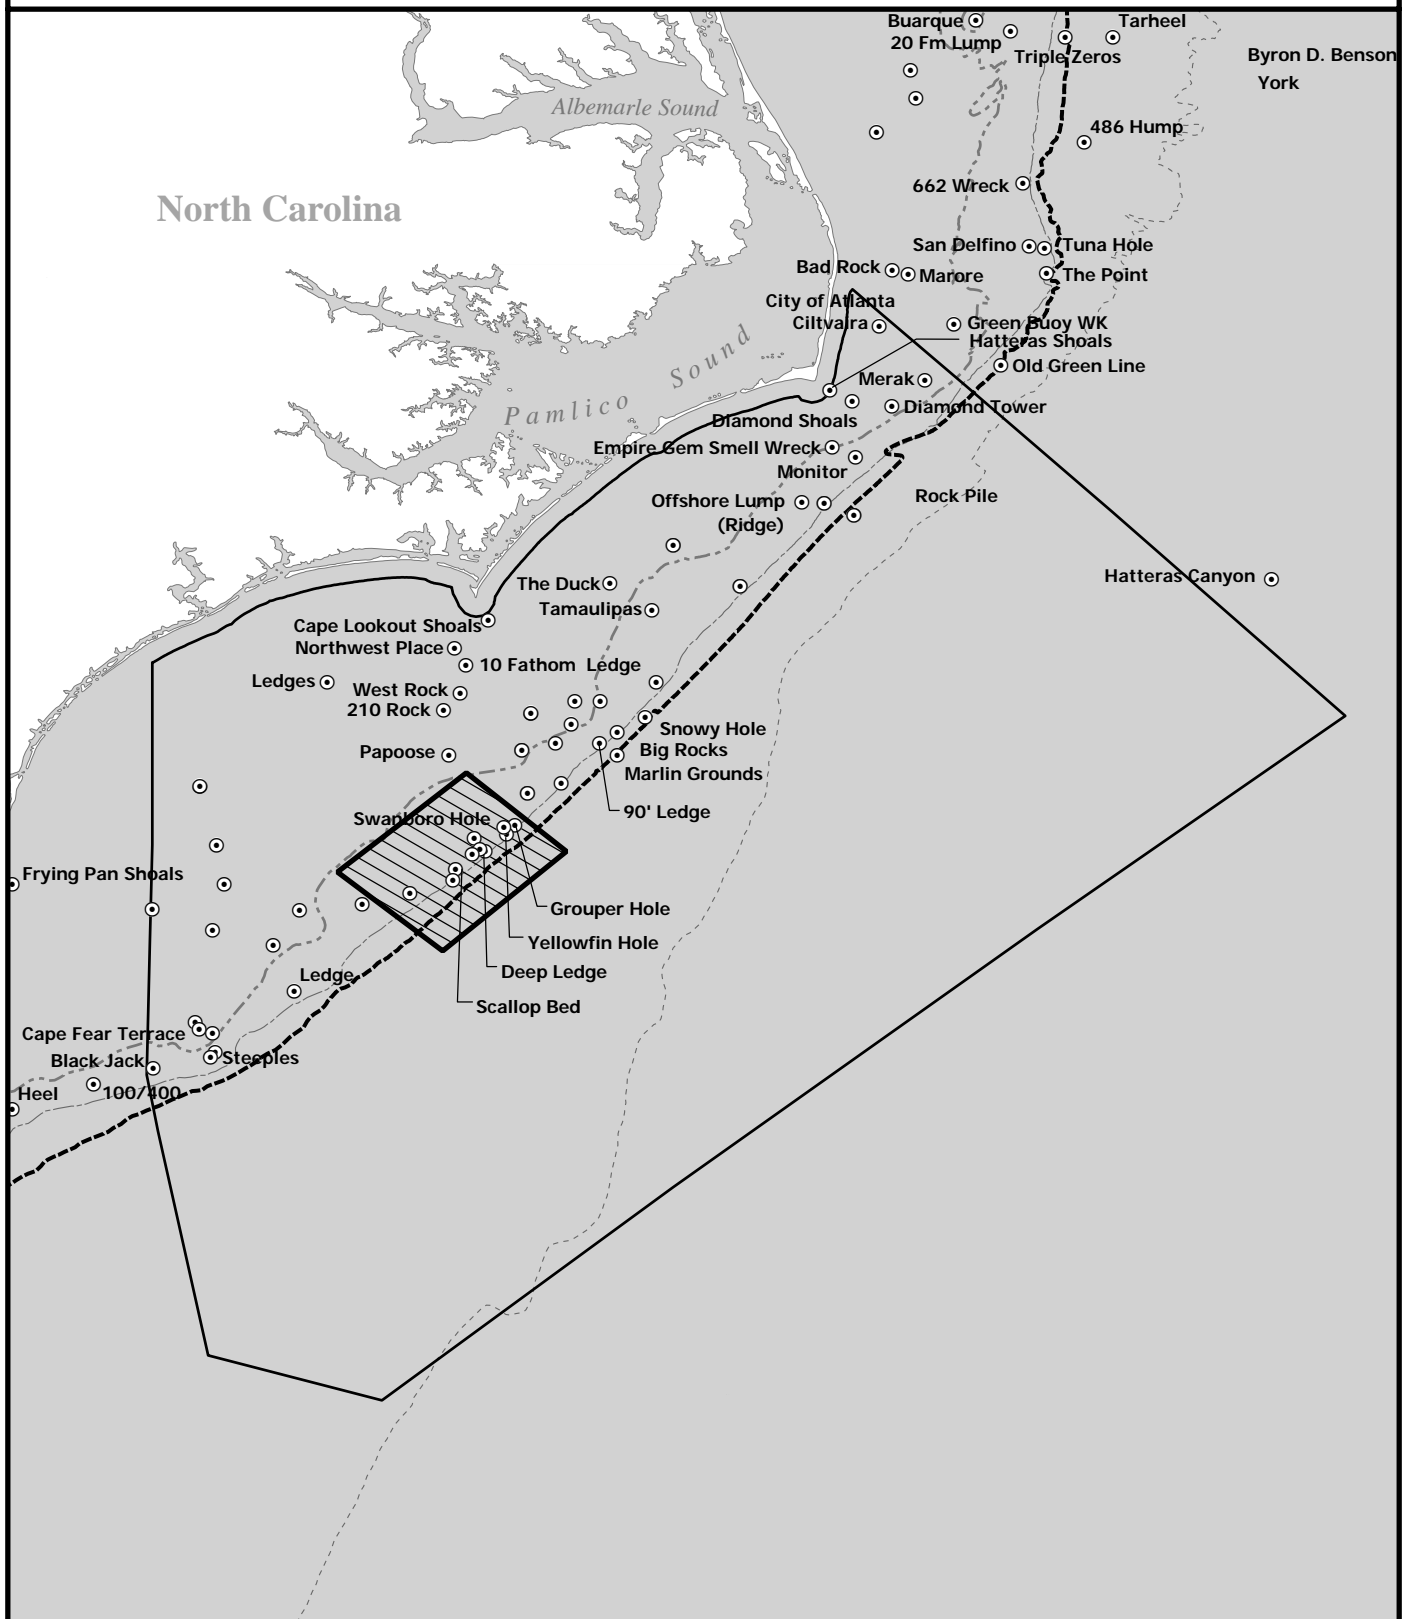 Buarque
Tarheel
20 Fm Lump
Triple Zeros
Byron D. Benson
York
Albemarle Sound
486 Hump
North Carolina
662 Wreck
San Delfino
Tuna Hole
Bad Rock
Marore
The Point
City of Atlanta
Ciltvaira
Green Buoy WK
Hatteras Shoals
Pamlico Sound
Old Green Line
Merak
Diamond Tower
Diamond Shoals
Empire Gem Smell Wreck
Monitor
Rock Pile
Offshore Lump
(Ridge)
Hatteras Canyon
The Duck
Tamaulipas
Cape Lookout Shoals
Northwest Place
10 Fathom Ledge
Ledges
West Rock
210 Rock
Snowy Hole
Papoose
Big Rocks
Marlin Grounds
90' Ledge
Swanboro Hole
Frying Pan Shoals
Grouper Hole
Yellowfin Hole
Deep Ledge
Ledge
Scallop Bed
Cape Fear Terrace
Black Jack
Steeples
Heel
100/400